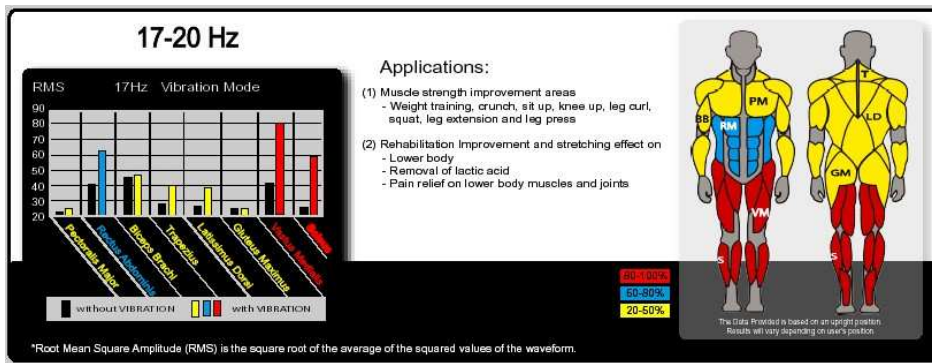 17-20 Hz
RMS 17Hz Vibration Mode
90
80
70
60
50
40
30
20
Pectoralis Major
Rectus Abdominis
Biceps Brachi
Trapezius
Latissimus Dorai
Gluteus Maximus
Vastus Medialis
without VIBRATION
with VIBRATION
Applications:
(1) Muscle strength improvement areas
- Weight training, crunch, sit up, knee up, leg curl,
squat, leg extension and leg press
(2) Rehabilitation Improvement and stretching effect on
- Lower body
- Removal of lactic acid
- Pain relief on lower body muscles and joints
80-100%
50-80%
20-50%
PM
BB
RM
VM
S
T
LD
GM
S
The Data Provided is based on an upright position.
Results will vary depending on user's position.
*Root Mean Square Amplitude (RMS) is the square root of the average of the squared values of the waveform.